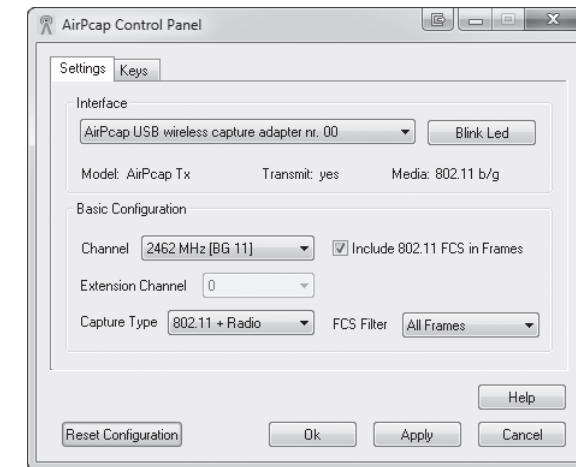 AirPcap Control Panel
Settings Keys
Interface
AirPcap USB wireless capture adapter nr. 00 Blink Led
Model: AirPcap Tx Transmit: yes Media: 802.11 b/g
Basic Configuration
Channel 2462 MHz [BG 11] Include 802.11 FCS in Frames
Extension Channel 0
Capture Type 802.11 + Radio FCS Filter All Frames
Help
Reset Configuration Ok Apply Cancel